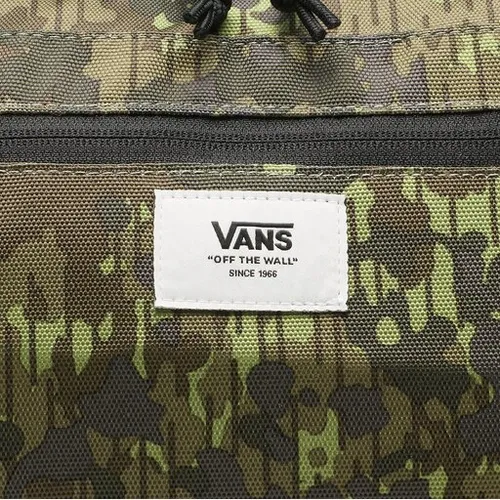 VANS
"OFF THE WALL"
SINCE 1966